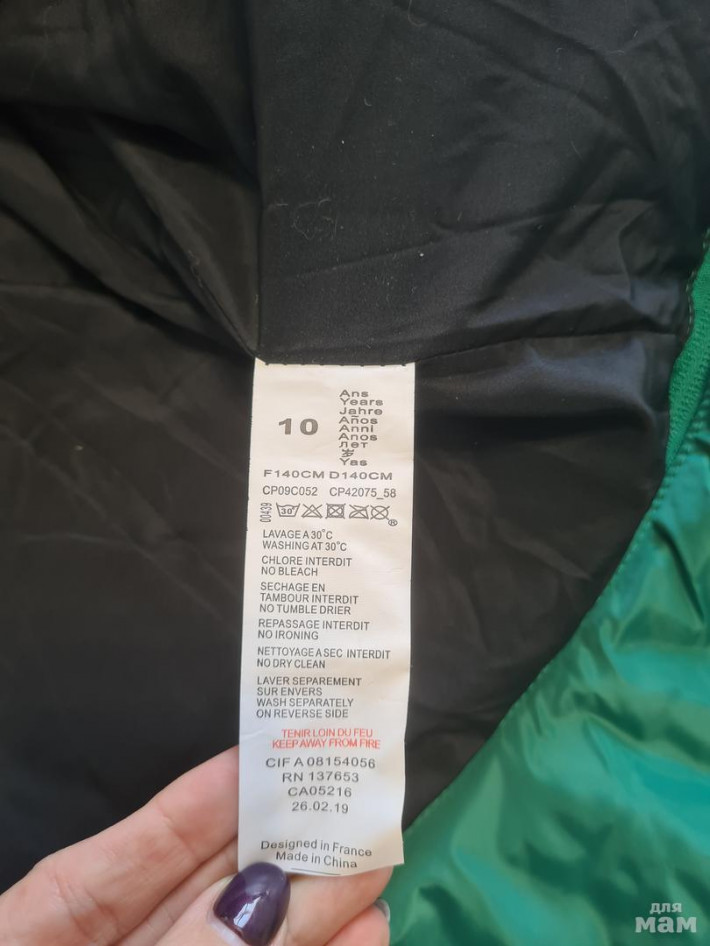 10
Ans
Years
Jahre
Años
Anni
Anos
лет
岁
Yas
F140CM D140CM
CP09C052 CP42075_58
00439
30
LAVAGE A 30°C
WASHING AT 30°C
CHLORE INTERDIT
NO BLEACH
SECHAGE EN
TAMBOUR INTERDIT
NO TUMBLE DRIER
REPASSAGE INTERDIT
NO IRONING
NETTOYAGE A SEC INTERDIT
NO DRY CLEAN
LAVER SEPAREMENT
SUR ENVERS
WASH SEPARATELY
ON REVERSE SIDE
TENIR LOIN DU FEU
KEEP AWAY FROM FIRE
CIF A 08154056
RN 137653
CA05216
26.02.19
Designed in France
Made in China
для
мам